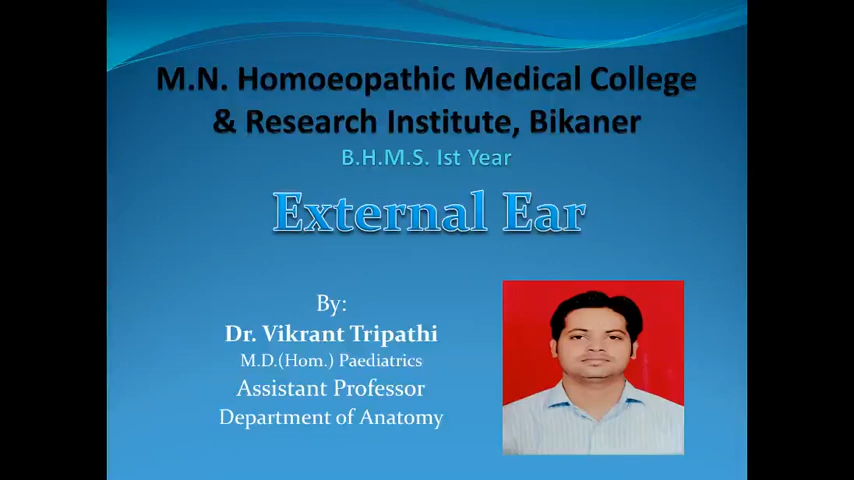 M.N. Homoeopathic Medical College
& Research Institute, Bikaner
B.H.M.S. Ist Year
External Ear
By:
Dr. Vikrant Tripathi
M.D.(Hom.) Paediatrics
Assistant Professor
Department of Anatomy